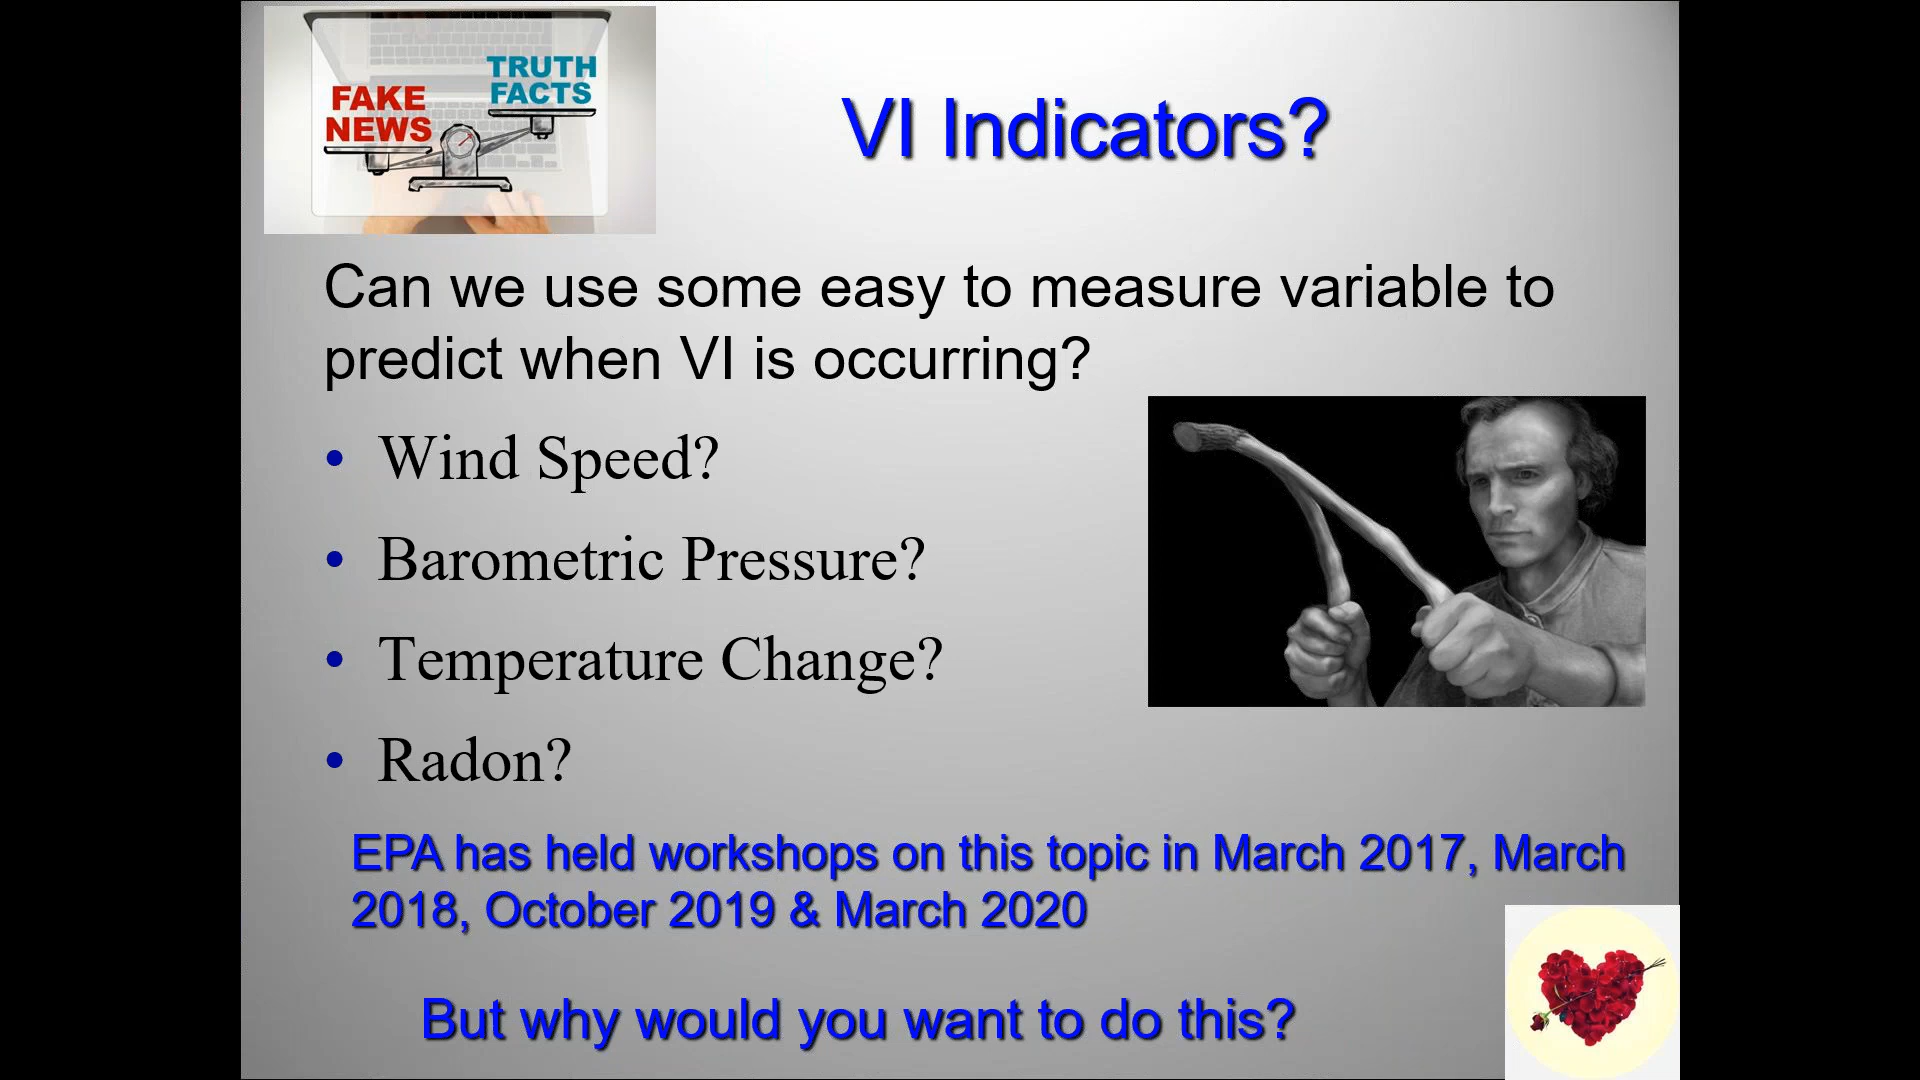 FAKE
NEWS
TRUTH
FACTS
VI Indicators?
Can we use some easy to measure variable to
predict when VI is occurring?
• Wind Speed?
• Barometric Pressure?
• Temperature Change?
• Radon?
EPA has held workshops on this topic in March 2017, March
2018, October 2019 & March 2020
But why would you want to do this?